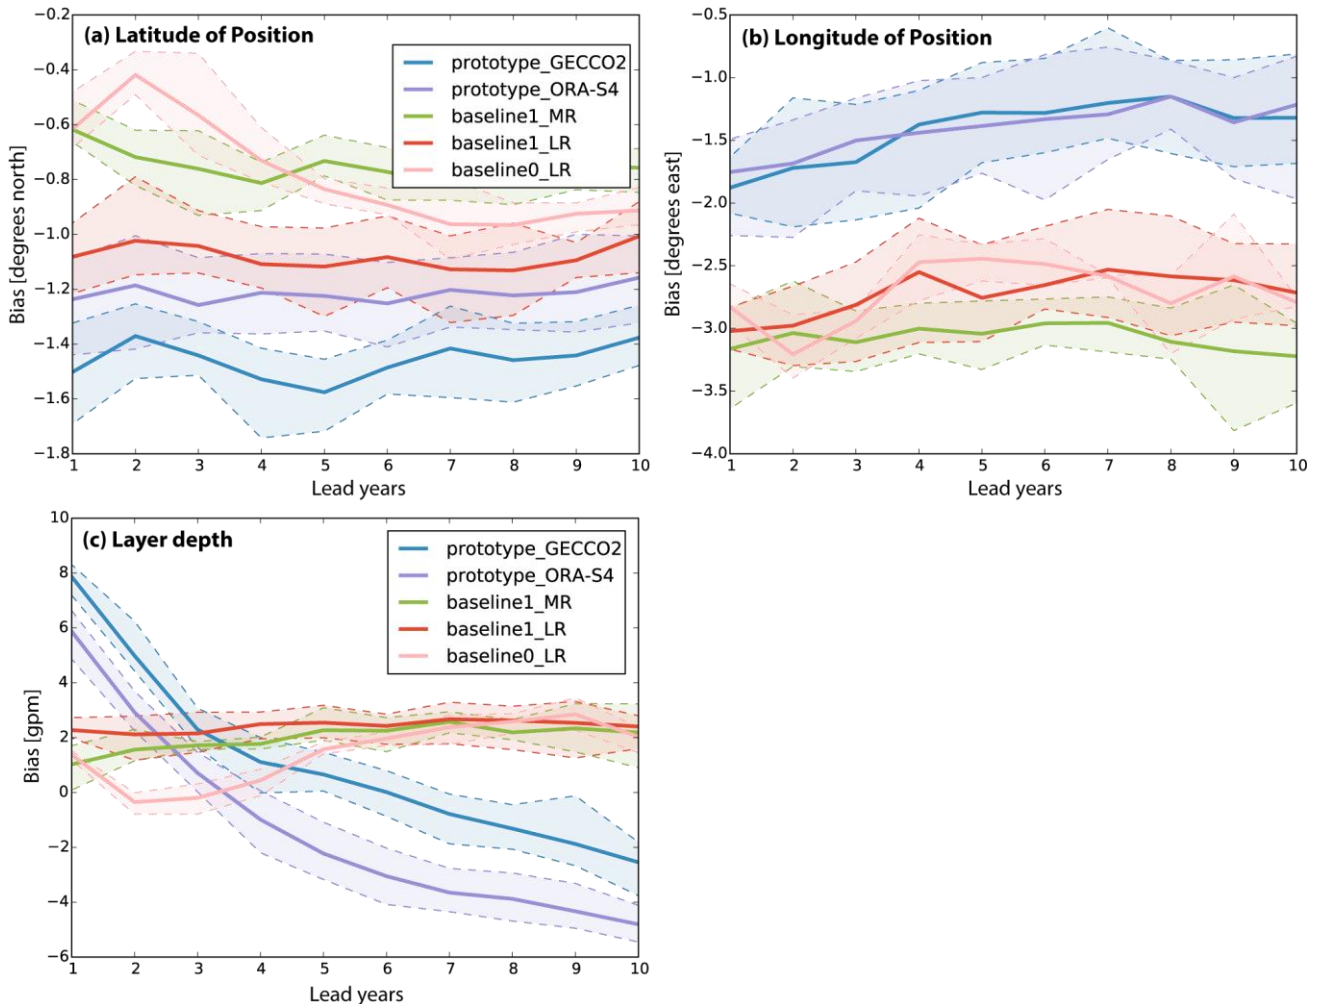 (a) Latitude of Position
prototype_GECCO2
prototype_ORA-S4
baseline1_MR
baseline1_LR
baseline0_LR
Bias [degrees north]
−0.2
−0.4
−0.6
−0.8
−1.0
−1.2
−1.4
−1.6
−1.8
1 2 3 4 5 6 7 8 9 10
Lead years
(b) Longitude of Position
Bias [degrees east]
−0.5
−1.0
−1.5
−2.0
−2.5
−3.0
−3.5
−4.0
1 2 3 4 5 6 7 8 9 10
Lead years
(c) Layer depth
prototype_GECCO2
prototype_ORA-S4
baseline1_MR
baseline1_LR
baseline0_LR
Bias [gpm]
10
8
6
4
2
0
−2
−4
−6
1 2 3 4 5 6 7 8 9 10
Lead years